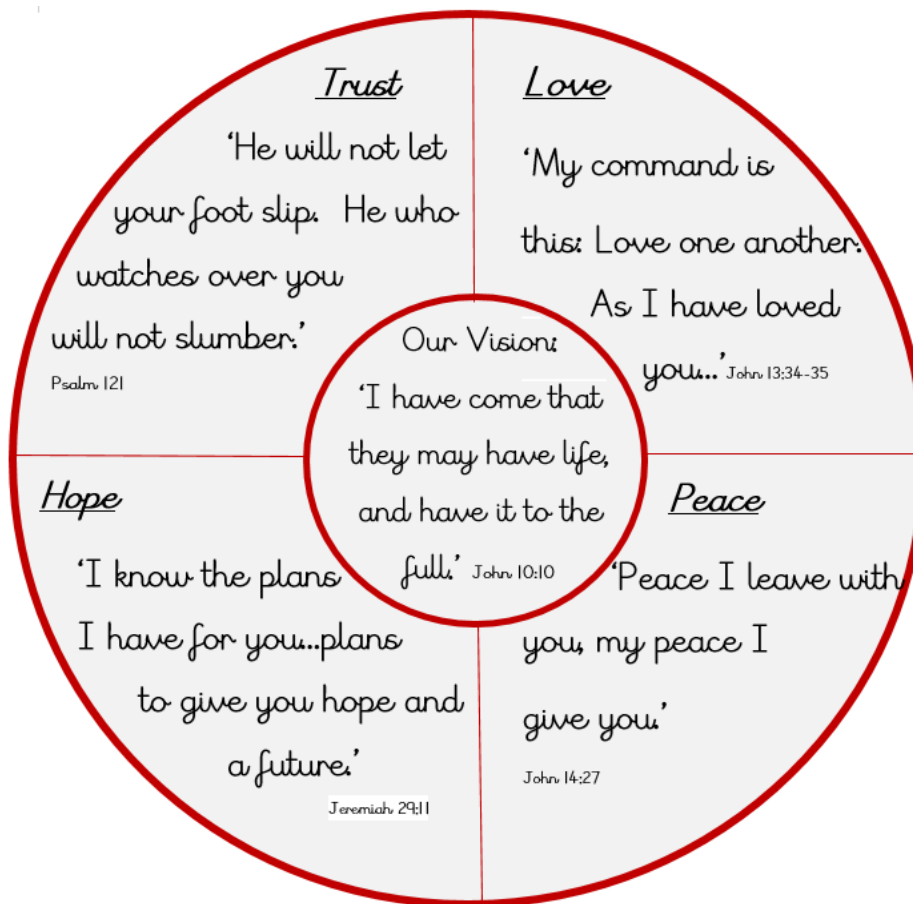 Trust
‘He will not let
your foot slip.  He who
watches over you
will not slumber.’
Psalm 121
Love
‘My command is
this: Love one another.
As I have loved
you...’ John 13:34-35
Our Vision:
‘I have come that
they may have life,
and have it to the
full.’ John 10:10
Hope
‘I know the plans
I have for you...plans
to give you hope and
a future.’
Jeremiah 29:11
Peace
‘Peace I leave with
you, my peace I
give you.’
John 14:27